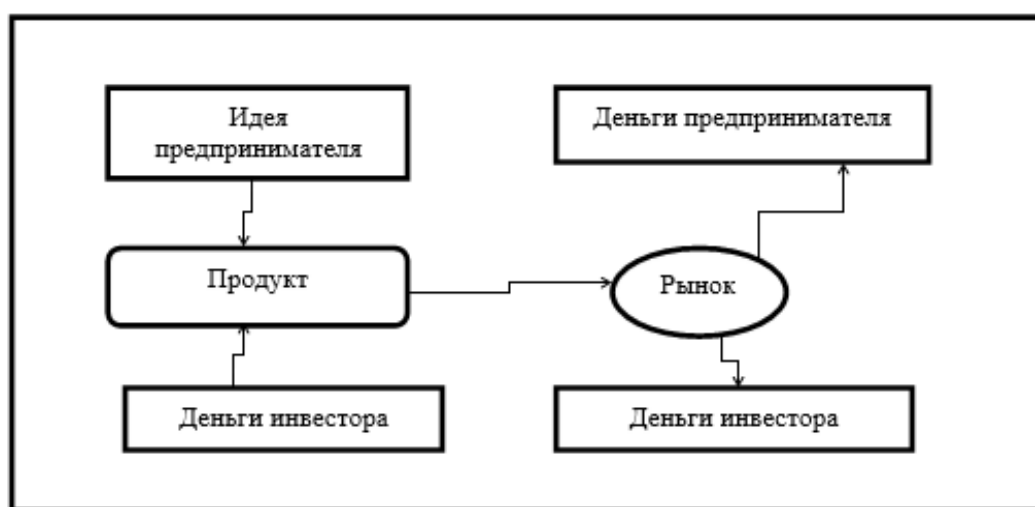 Идея
предпринимателя
Деньги предпринимателя
Продукт
Рынок
Деньги инвестора
Деньги инвестора